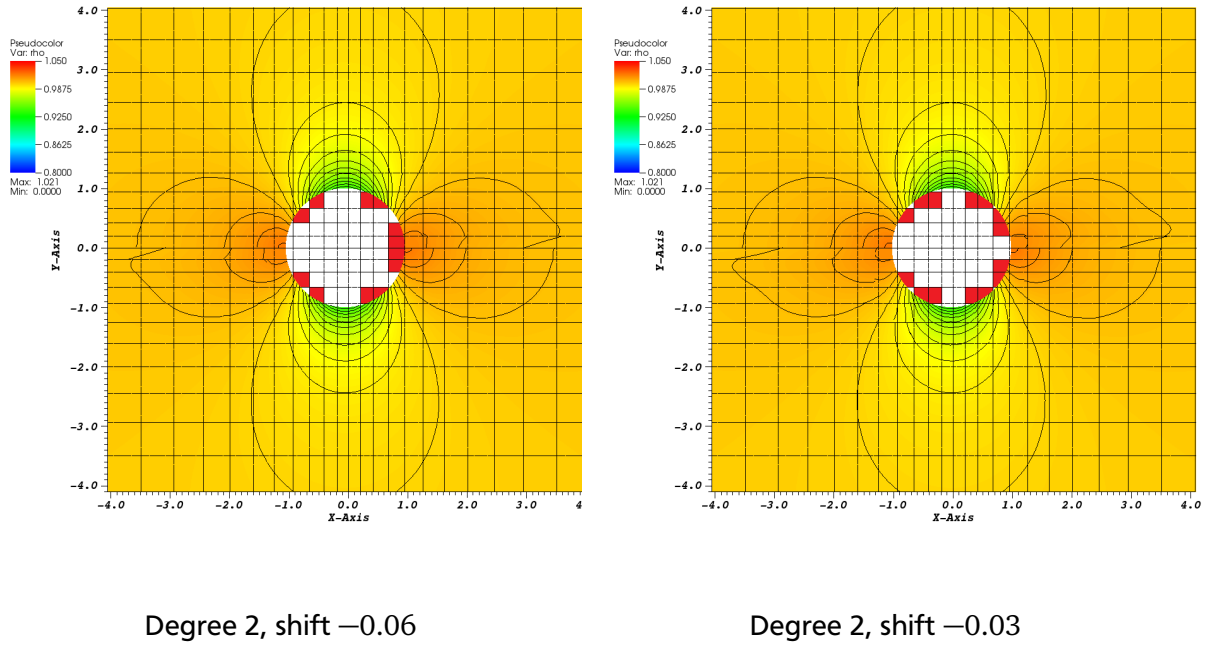 Pseudocolor
Var: rho
1.050
0.9875
0.9250
0.8625
0.8000
Max: 1.021
Min: 0.0000
4.0
3.0
2.0
1.0
0.0
-1.0
-2.0
-3.0
-4.0
Y-Axis
-4.0 -3.0 -2.0 -1.0 0.0 1.0 2.0 3.0 4
X-Axis
Pseudocolor
Var: rho
1.050
0.9875
0.9250
0.8625
0.8000
Max: 1.021
Min: 0.0000
4.0
3.0
2.0
1.0
0.0
-1.0
-2.0
-3.0
-4.0
Y-Axis
-4.0 -3.0 -2.0 -1.0 0.0 1.0 2.0 3.0 4.0
X-Axis
Degree 2, shift −0.06
Degree 2, shift −0.03